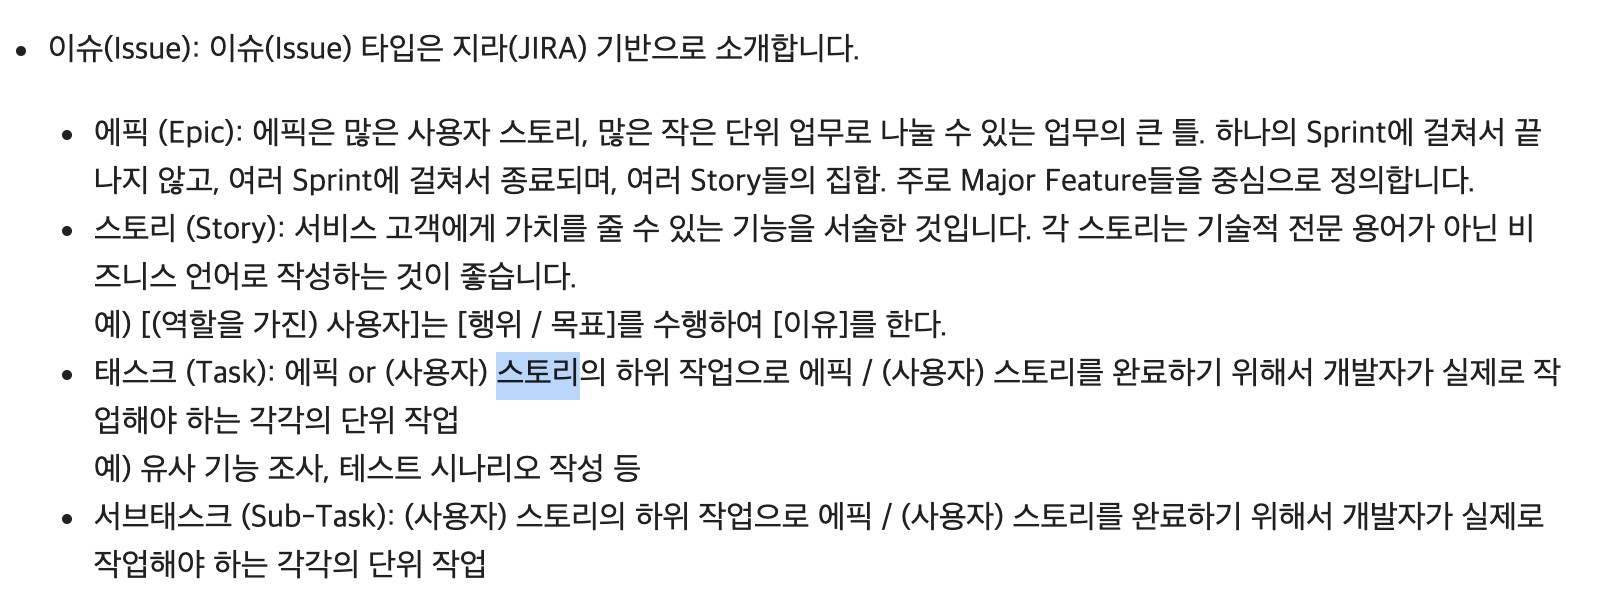 • 이슈(Issue): 이슈(Issue) 타입은 지라(JIRA) 기반으로 소개합니다.
• 에픽 (Epic): 에픽은 많은 사용자 스토리, 많은 작은 단위 업무로 나눌 수 있는 업무의 큰 틀. 하나의 Sprint에 걸쳐서 끝
나지 않고, 여러 Sprint에 걸쳐서 종료되며, 여러 Story들의 집합. 주로 Major Feature들을 중심으로 정의합니다.
• 스토리 (Story): 서비스 고객에게 가치를 줄 수 있는 기능을 서술한 것입니다. 각 스토리는 기술적 전문 용어가 아닌 비
즈니스 언어로 작성하는 것이 좋습니다.
예) [(역할을 가진) 사용자]는 [행위 / 목표]를 수행하여 [이유]를 한다.
• 태스크 (Task): 에픽 or (사용자) 스토리의 하위 작업으로 에픽 / (사용자) 스토리를 완료하기 위해서 개발자가 실제로 작
업해야 하는 각각의 단위 작업
예) 유사 기능 조사, 테스트 시나리오 작성 등
• 서브태스크 (Sub-Task): (사용자) 스토리의 하위 작업으로 에픽 / (사용자) 스토리를 완료하기 위해서 개발자가 실제로
작업해야 하는 각각의 단위 작업